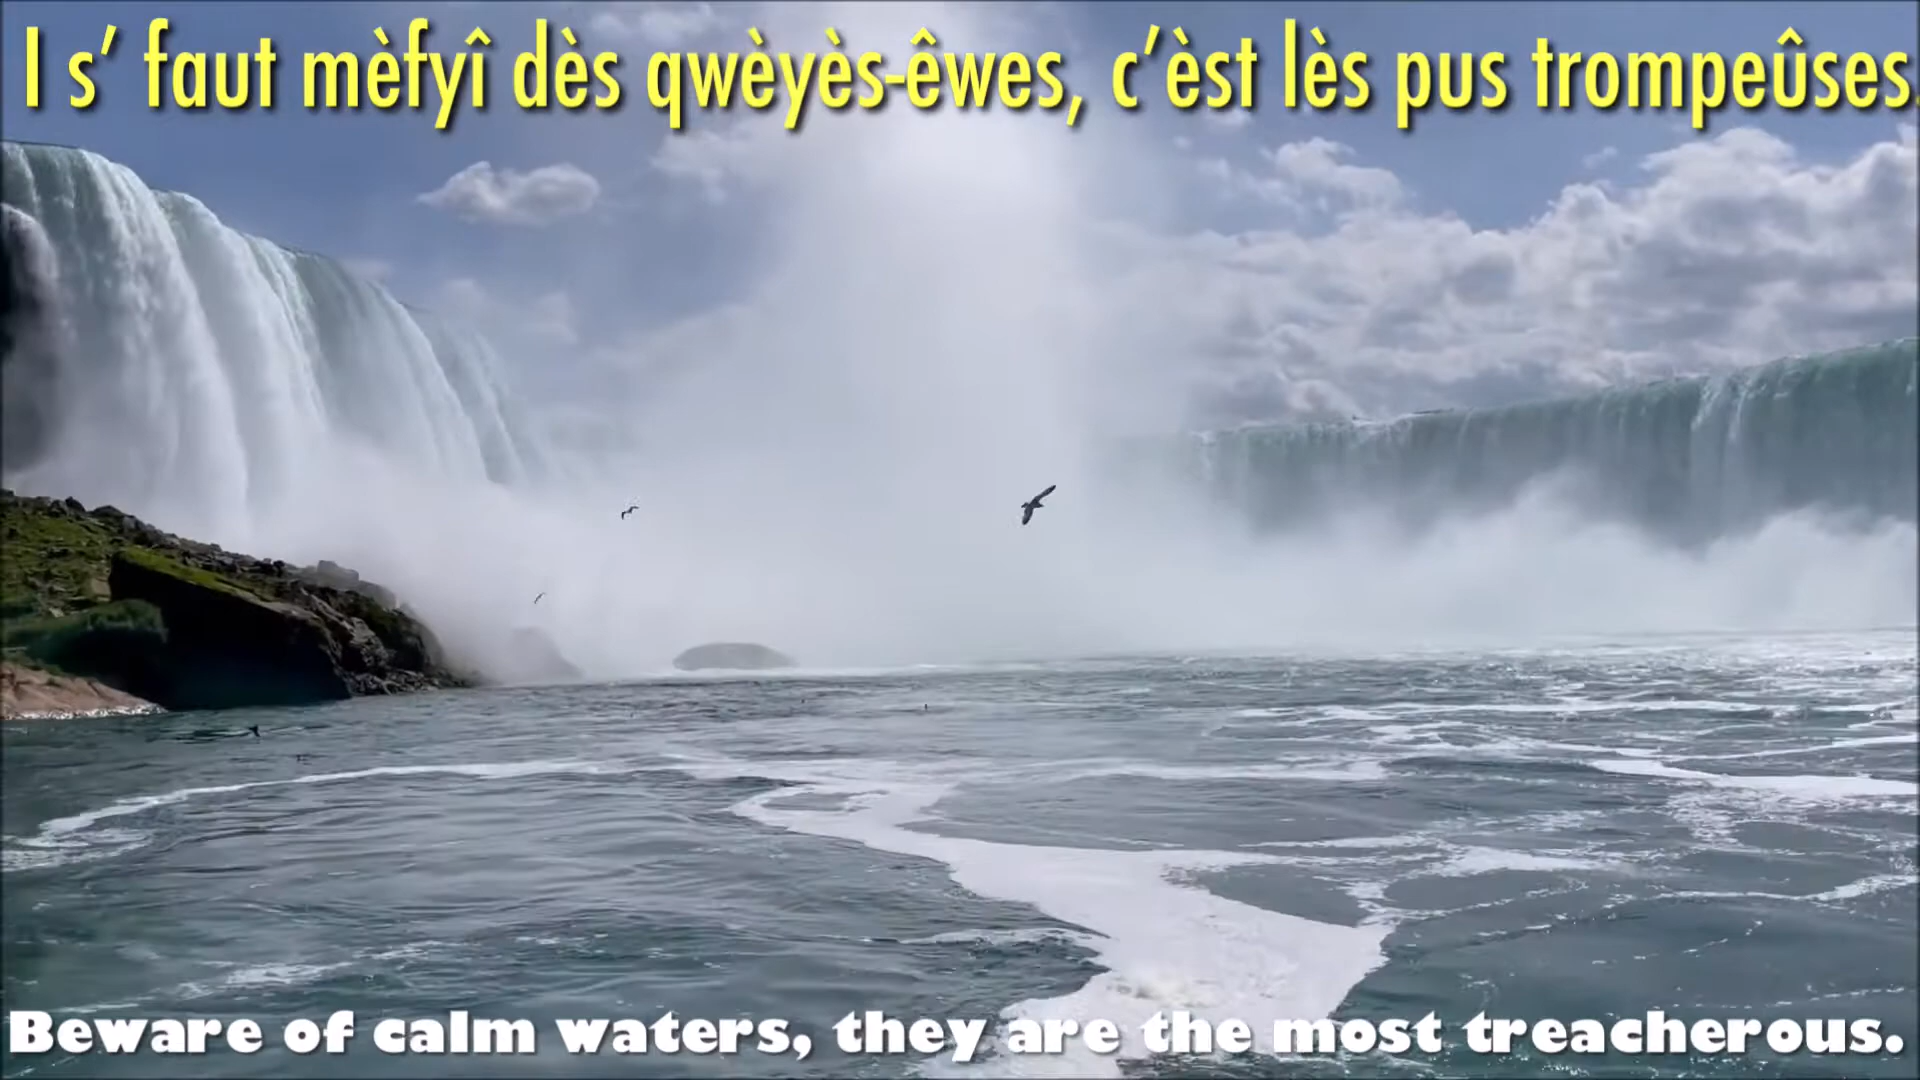 I s’ faut mèfyî dès qwèyès-êwes, c’èst lès pus trompeûses.
Beware of calm waters, they are the most treacherous.